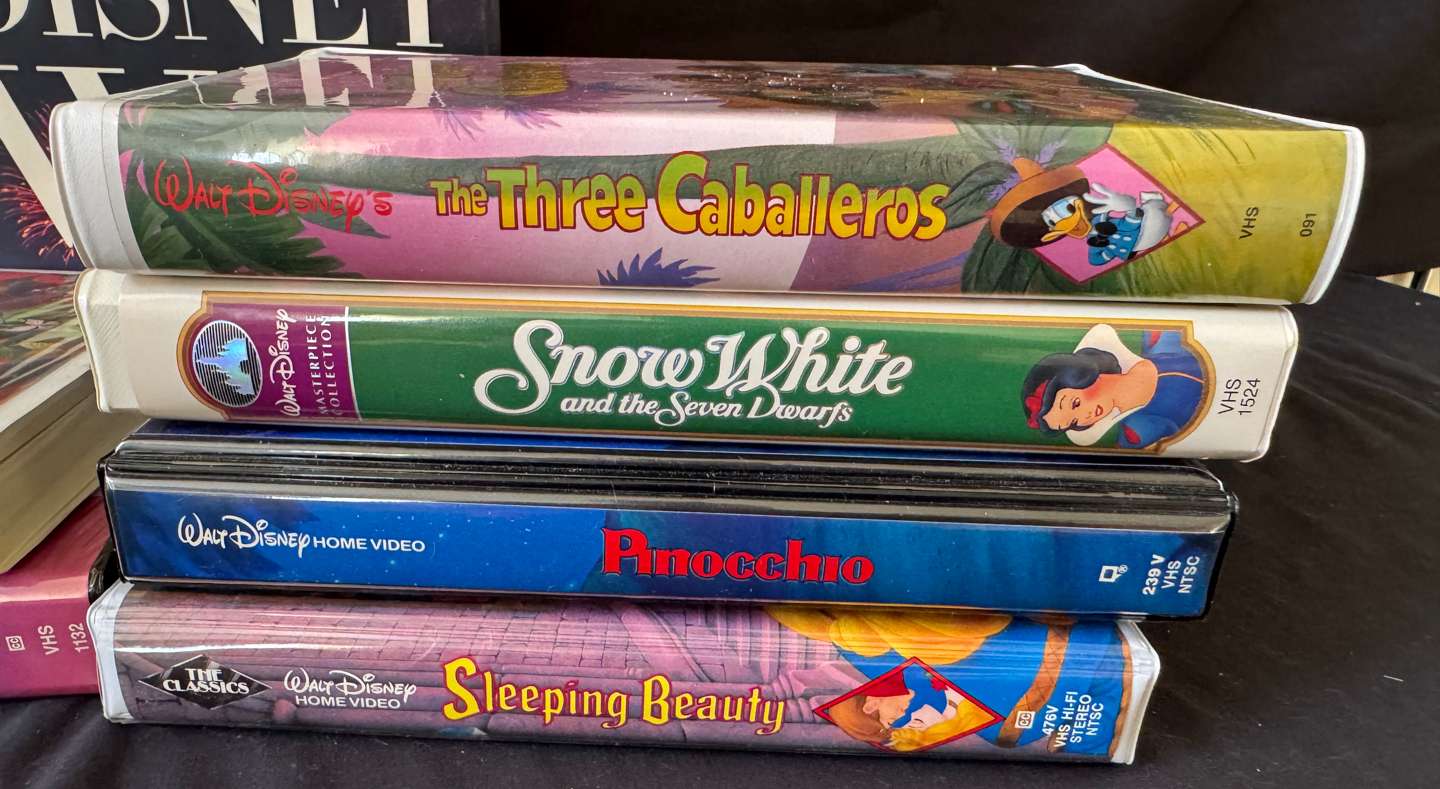 DISNEY
WALT DISNEY'S
The Three Caballeros
VHS
091
WALT DISNEY
MASTERPIECE
COLLECTION
Snow White
and the Seven Dwarfs
VHS
1524
WALT DISNEY HOME VIDEO
Pinocchio
239 V
VHS
NTSC
CC
VHS
1132
THE
CLASSICS
WALT DISNEY
HOME VIDEO
Sleeping Beauty
CC
476V
VHS HI-FI
STEREO
NTSC